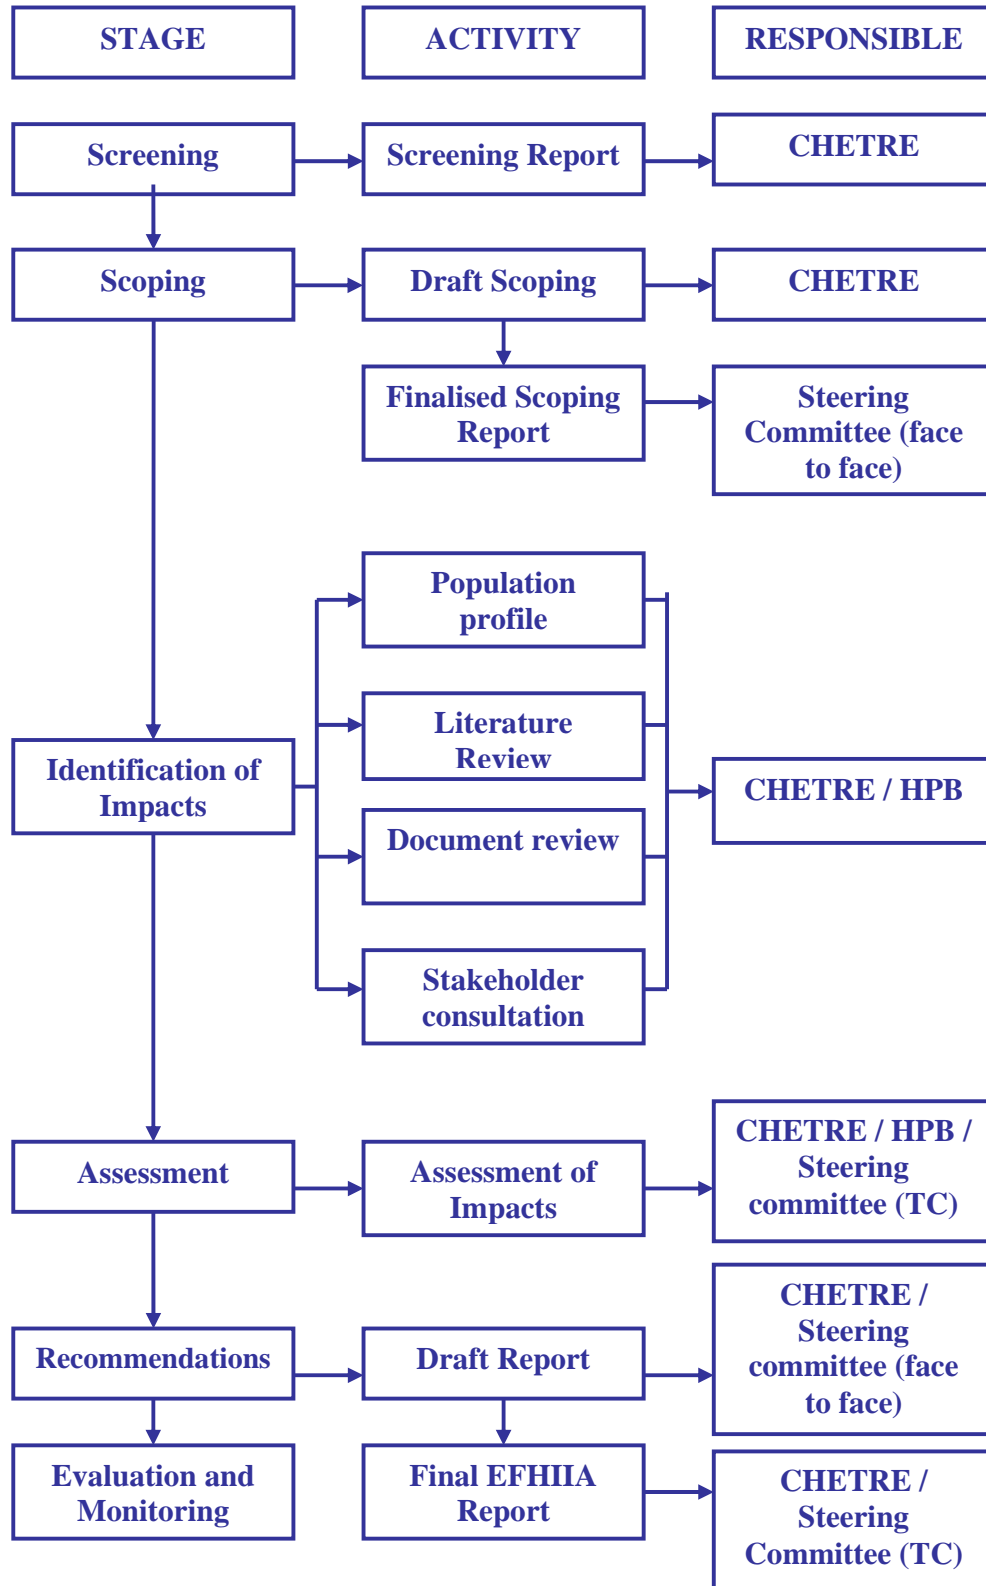 STAGE
ACTIVITY
RESPONSIBLE
Screening
Screening Report
CHETRE
Scoping
Draft Scoping
CHETRE
Finalised Scoping
Report
Steering
Committee (face
to face)
Population
profile
Literature
Review
Document review
Stakeholder
consultation
Identification of
Impacts
CHETRE / HPB
Assessment
Assessment of
Impacts
CHETRE / HPB /
Steering
committee (TC)
Recommendations
Draft Report
CHETRE /
Steering
committee (face
to face)
Evaluation and
Monitoring
Final EFHIIA
Report
CHETRE /
Steering
Committee (TC)